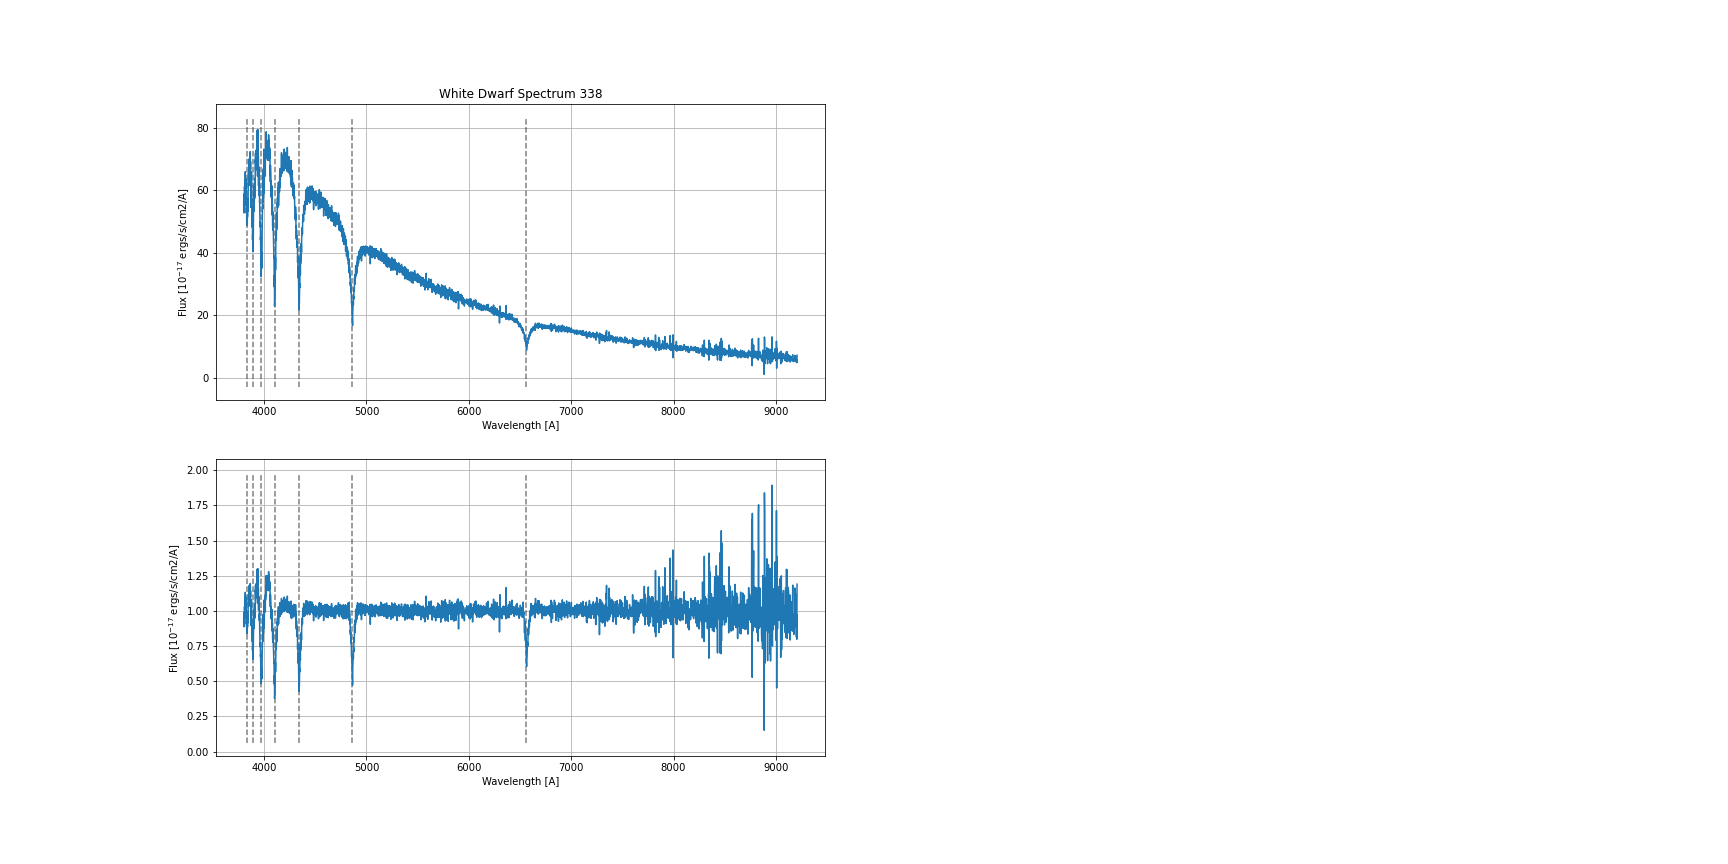 White Dwarf Spectrum 338
80
60
40
20
0
Flux [10⁻¹⁷ ergs/s/cm2/A]
4000 5000 6000 7000 8000 9000
Wavelength [A]
2.00
1.75
1.50
1.25
1.00
0.75
0.50
0.25
0.00
Flux [10⁻¹⁷ ergs/s/cm2/A]
4000 5000 6000 7000 8000 9000
Wavelength [A]